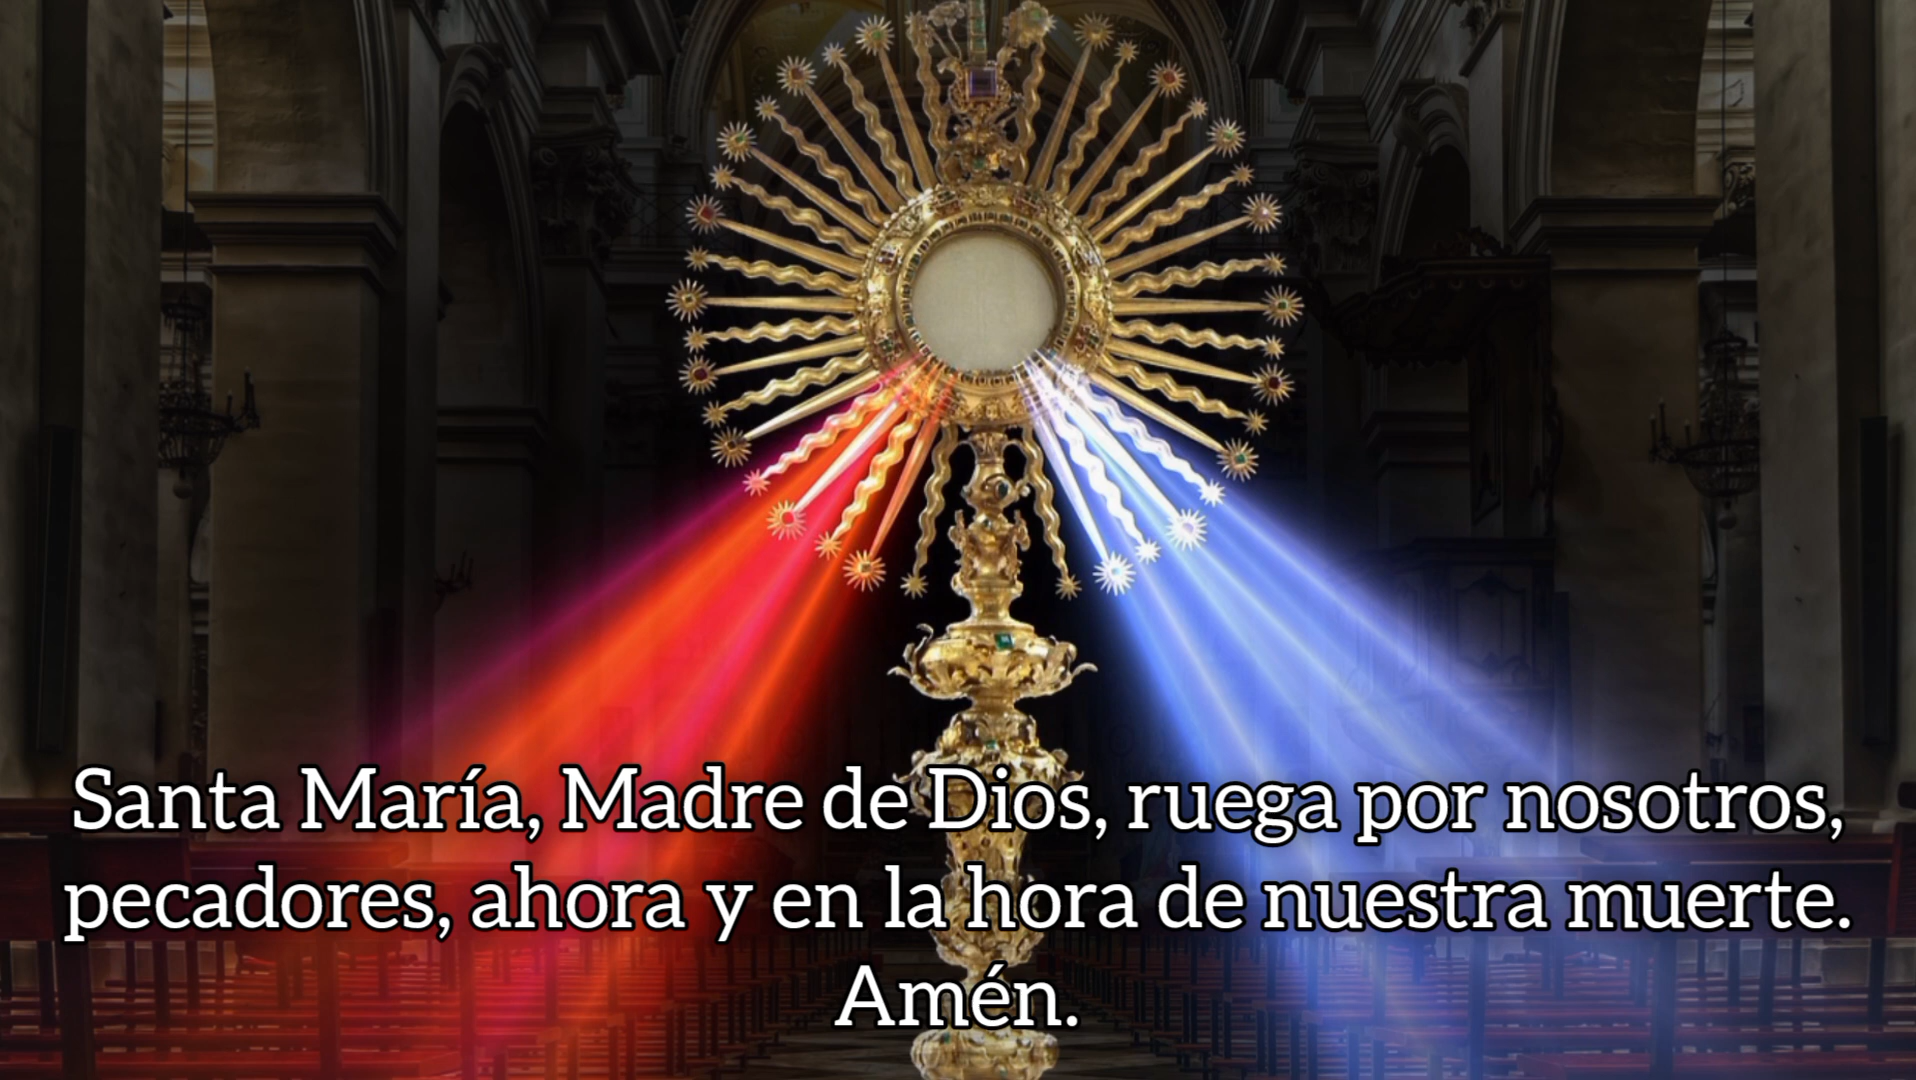 Santa María, Madre de Dios, ruega por nosotros,
pecadores, ahora y en la hora de nuestra muerte.
Amén.